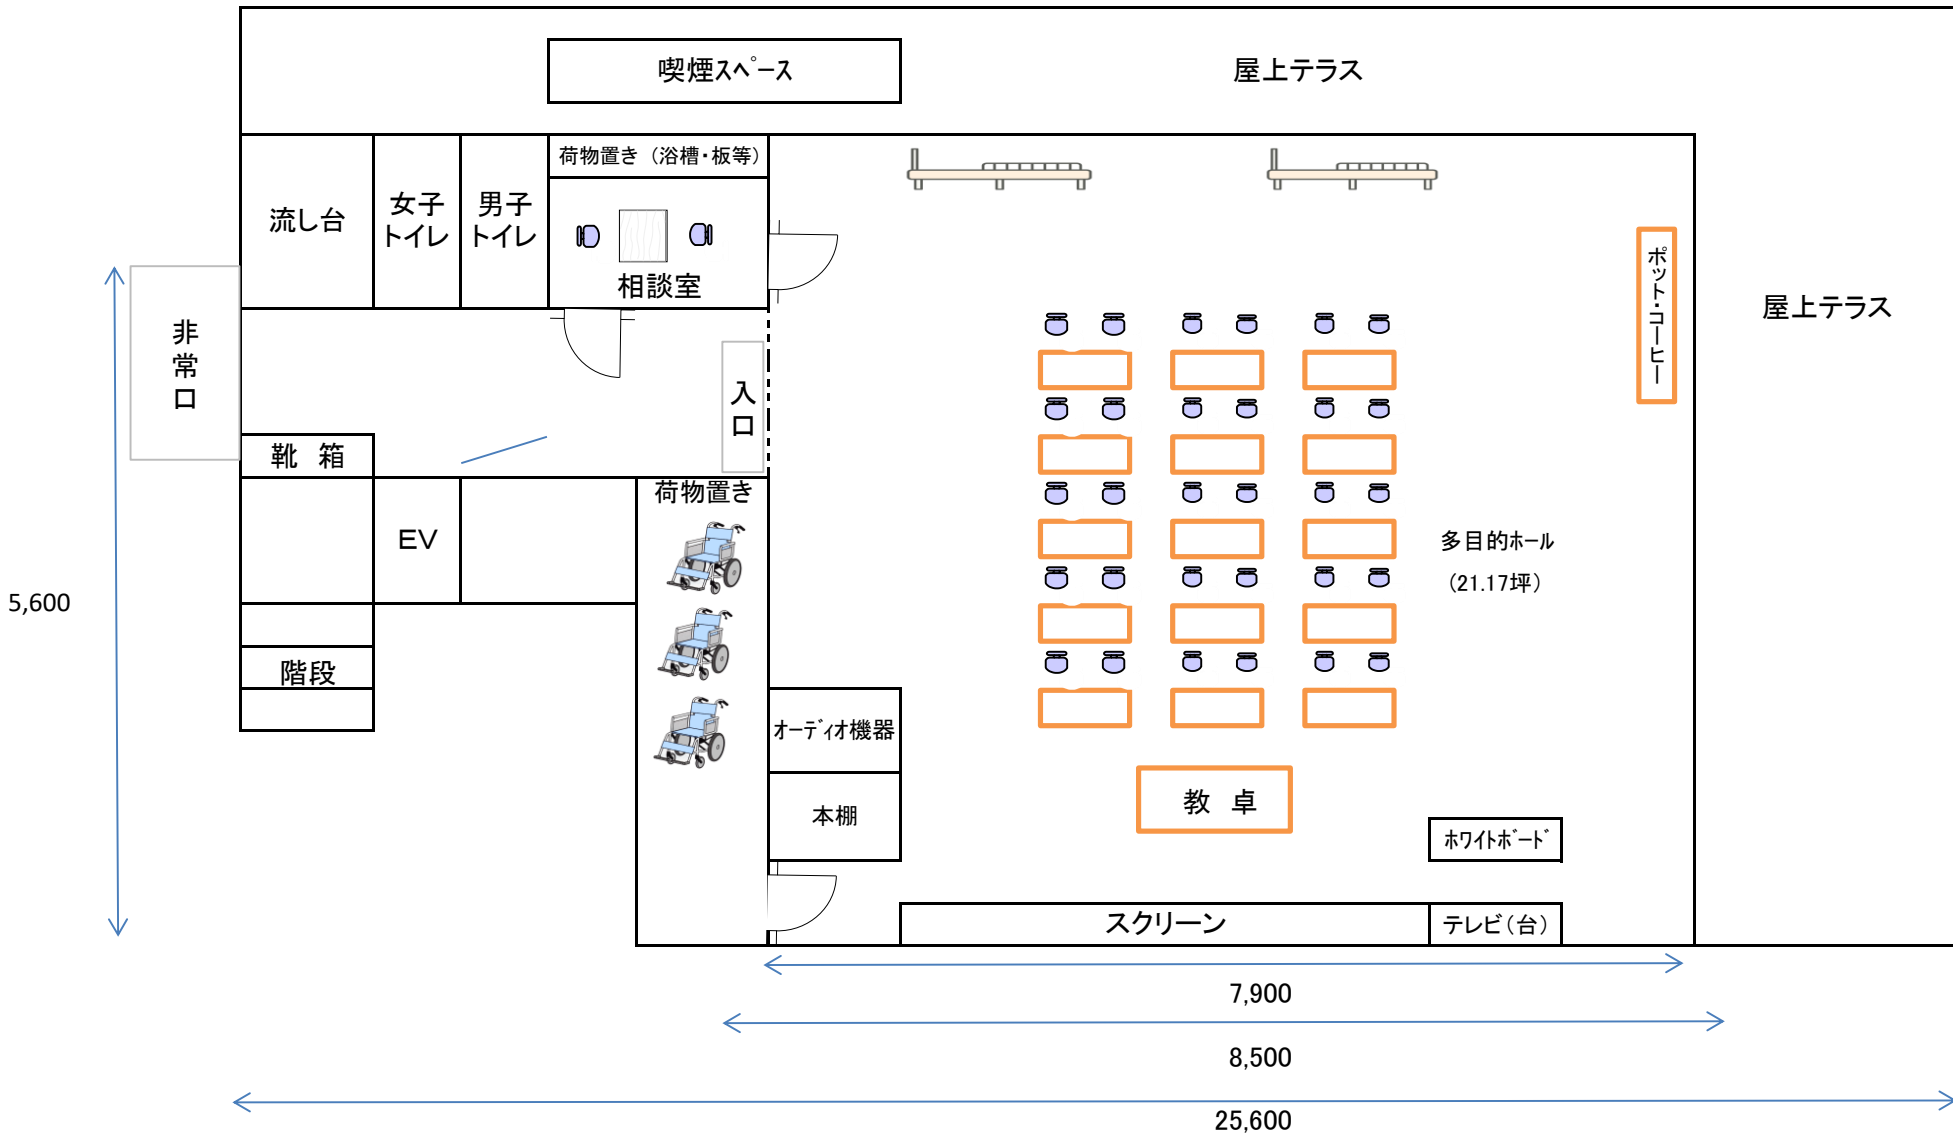 喫煙スペース
屋上テラス
荷物置き（浴槽・板等）
流し台
女子
トイレ
男子
トイレ
相談室
ポット・コーヒー
屋上テラス
非常口
入口
靴　箱
荷物置き
EV
多目的ホール
（21.17坪）
5,600
階段
オーディオ機器
教　卓
本棚
ホワイトボード
スクリーン
テレビ（台）
7,900
8,500
25,600